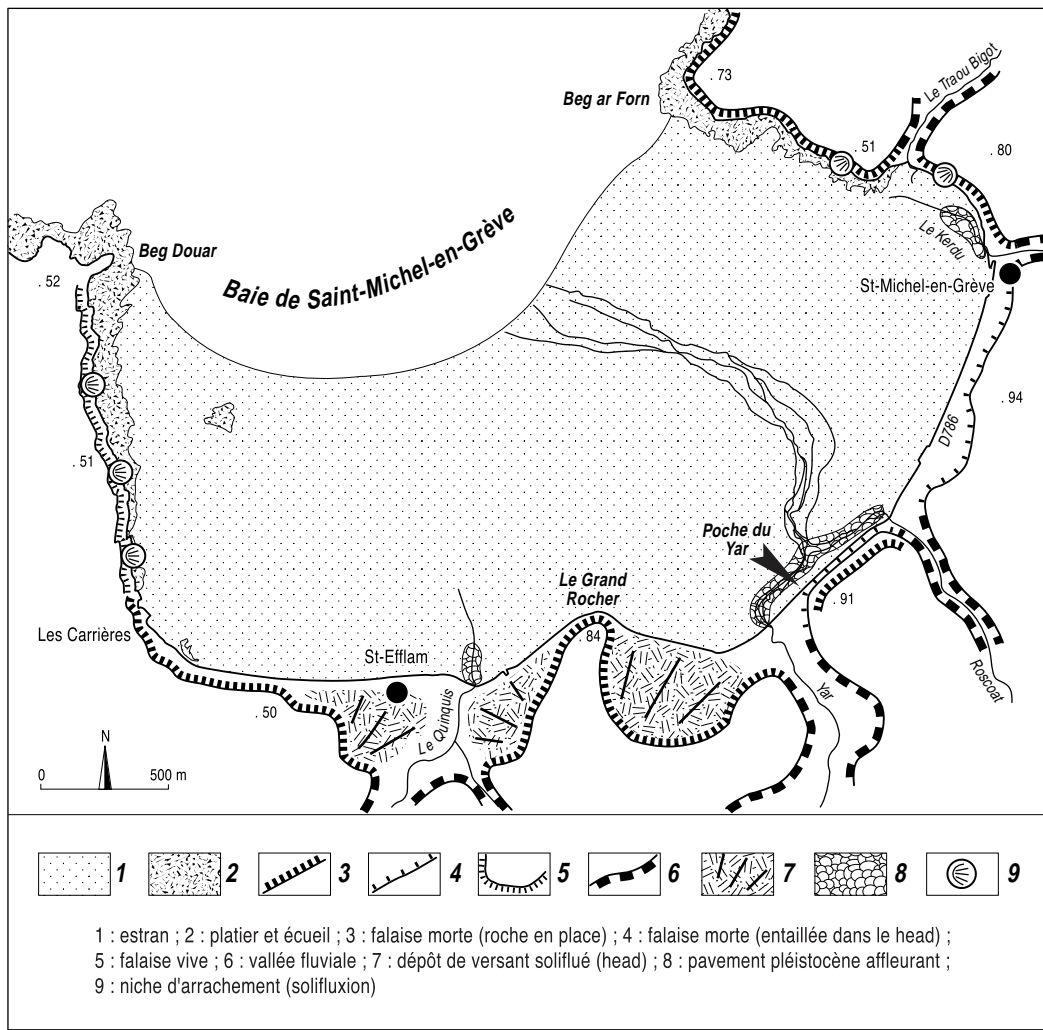 . 73
Le Traou Bigot
Beg ar Forn
. 51
. 80
Le Kerdu
Beg Douar
Baie de Saint-Michel-en-Grève
. 52
St-Michel-en-Grève
. 94
D786
. 51
Poche du
Yar
Le Grand
Rocher
. 91
Les Carrières
84
St-Efflam
Roscoat
. 50
Le Quinquis
Yar
N
0 500 m
1 2 3 4 5 6 7 8 9
1 : estran ; 2 : platier et écueil ; 3 : falaise morte (roche en place) ; 4 : falaise morte (entaillée dans le head) ;
5 : falaise vive ; 6 : vallée fluviale ; 7 : dépôt de versant soliflué (head) ; 8 : pavement pléistocène affleurant ;
9 : niche d'arrachement (solifluxion)